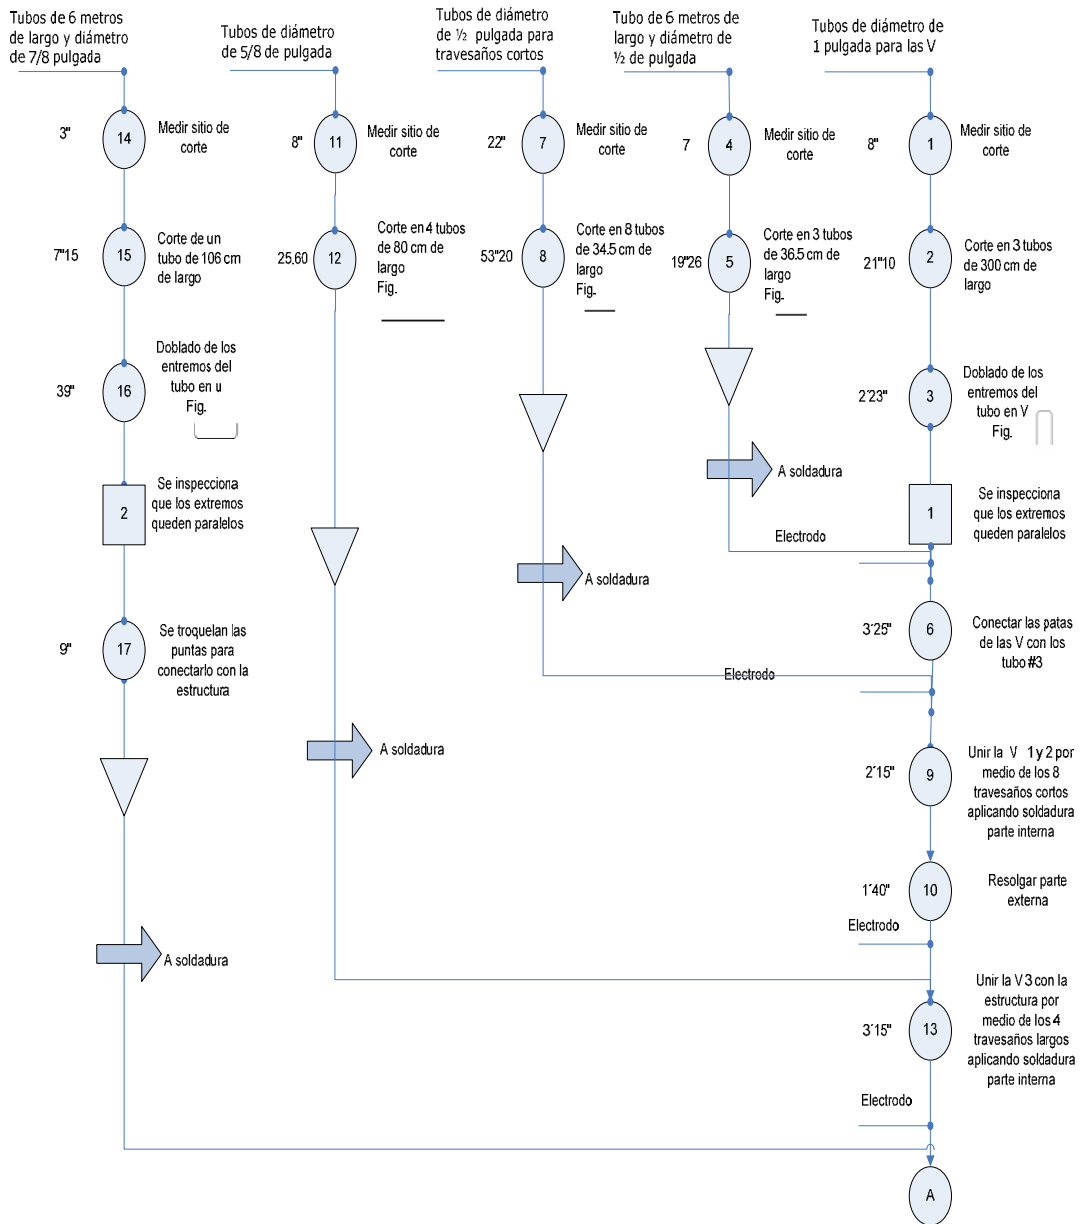 Tubos de 6 metros
de largo y diámetro
de 7/8 pulgada
3"
14
Medir sitio de
corte
7"15
15
Corte de un
tubo de 106 cm
de largo
39"
16
Doblado de los
entremos del
tubo en u
Fig.
2
Se inspecciona
que los extremos
queden paralelos
9"
17
Se troquelan las
puntas para
conectarlo con la
estructura
A soldadura
Tubos de diámetro
de 5/8 de pulgada
8"
11
Medir sitio de
corte
25,60
12
Corte en 4 tubos
de 80 cm de
largo
Fig.
A soldadura
Tubos de diámetro
de ½ pulgada para
travesaños cortos
22"
7
Medir sitio de
corte
53"20
8
Corte en 8 tubos
de 34.5 cm de
largo
Fig.
A soldadura
Tubo de 6 metros de
largo y diámetro de
½ de pulgada
7
4
Medir sitio de
corte
19"26
5
Corte en 3 tubos
de 36.5 cm de
largo
Fig.
A soldadura
Tubos de diámetro de
1 pulgada para las V
8"
1
Medir sitio de
corte
21"10
2
Corte en 3 tubos
de 300 cm de
largo
2´23"
3
Doblado de los
entremos del
tubo en V
Fig.
1
Se inspecciona
que los extremos
queden paralelos
Electrodo
3´25"
6
Conectar las patas
de las V con los
tubo #3
Electrodo
2´15"
9
Unir la V 1 y 2 por
medio de los 8
travesaños cortos
aplicando soldadura
parte interna
1´40"
10
Resolgar parte
externa
Electrodo
3´15"
13
Unir la V 3 con la
estructura por
medio de los 4
travesaños largos
aplicando soldadura
parte interna
Electrodo
A